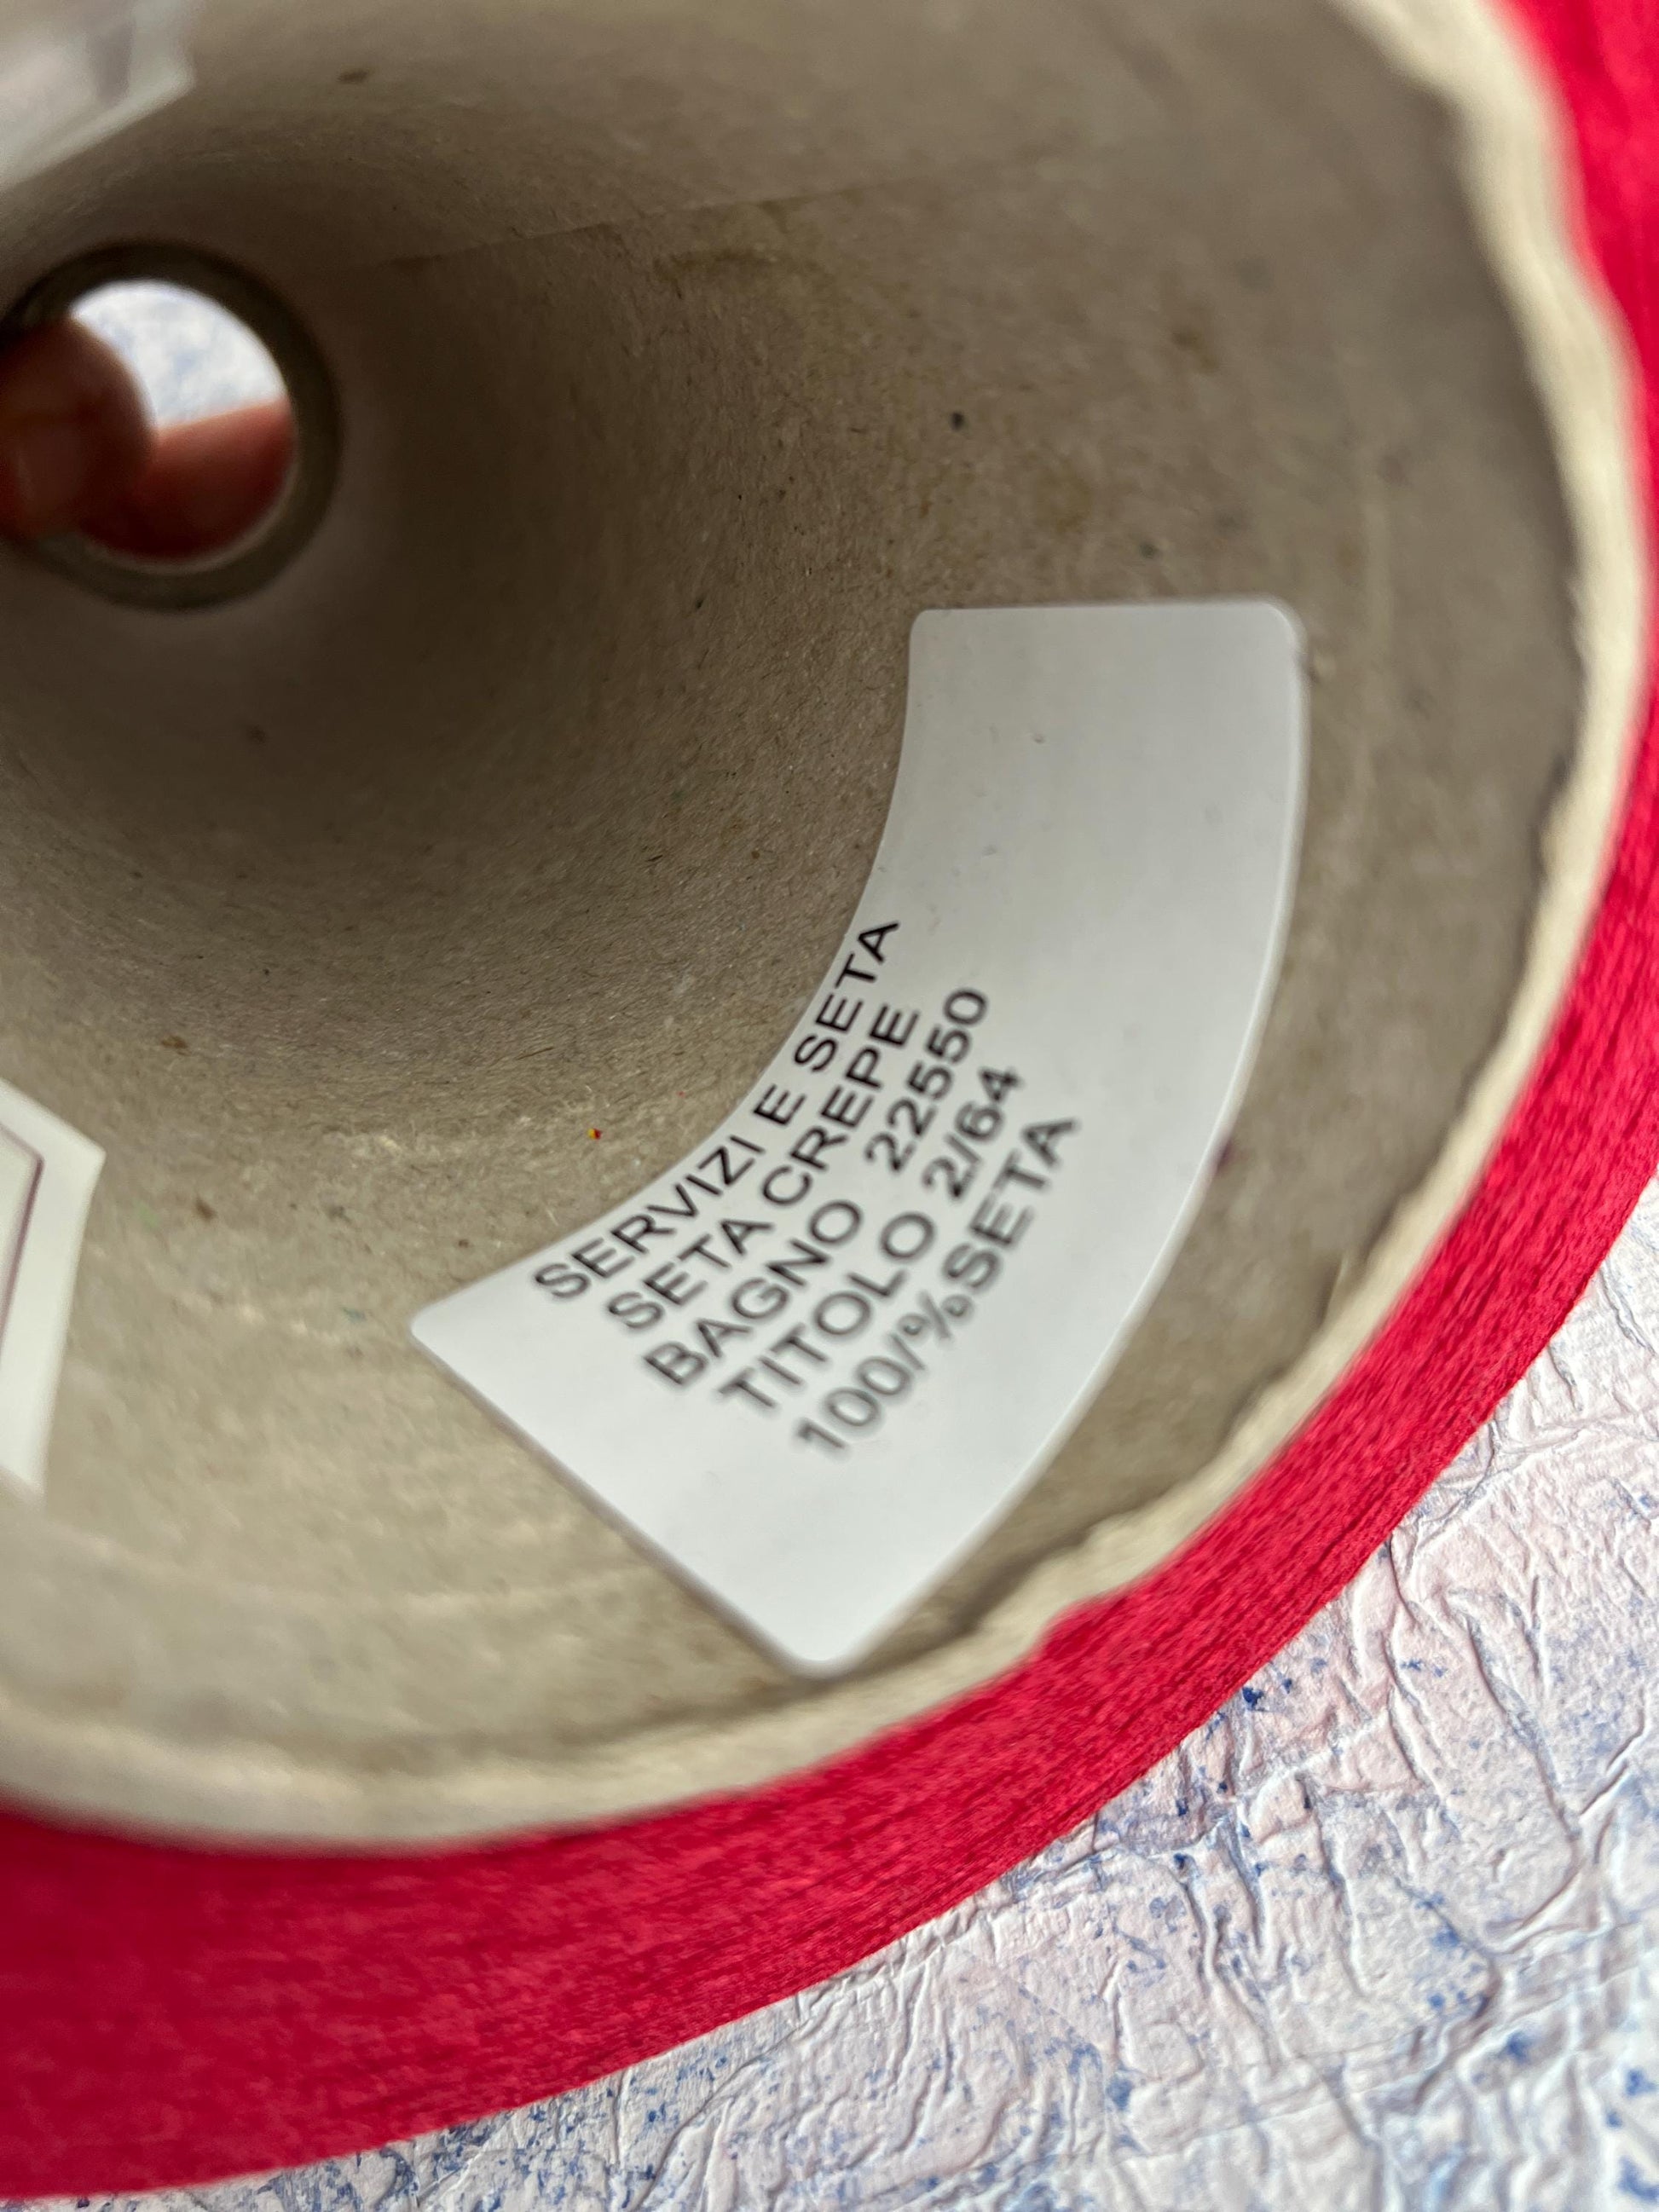 SERVIZI E SETA
SETA CREPE
BAGNO 22550
TITOLO 2/64
100/%SETA